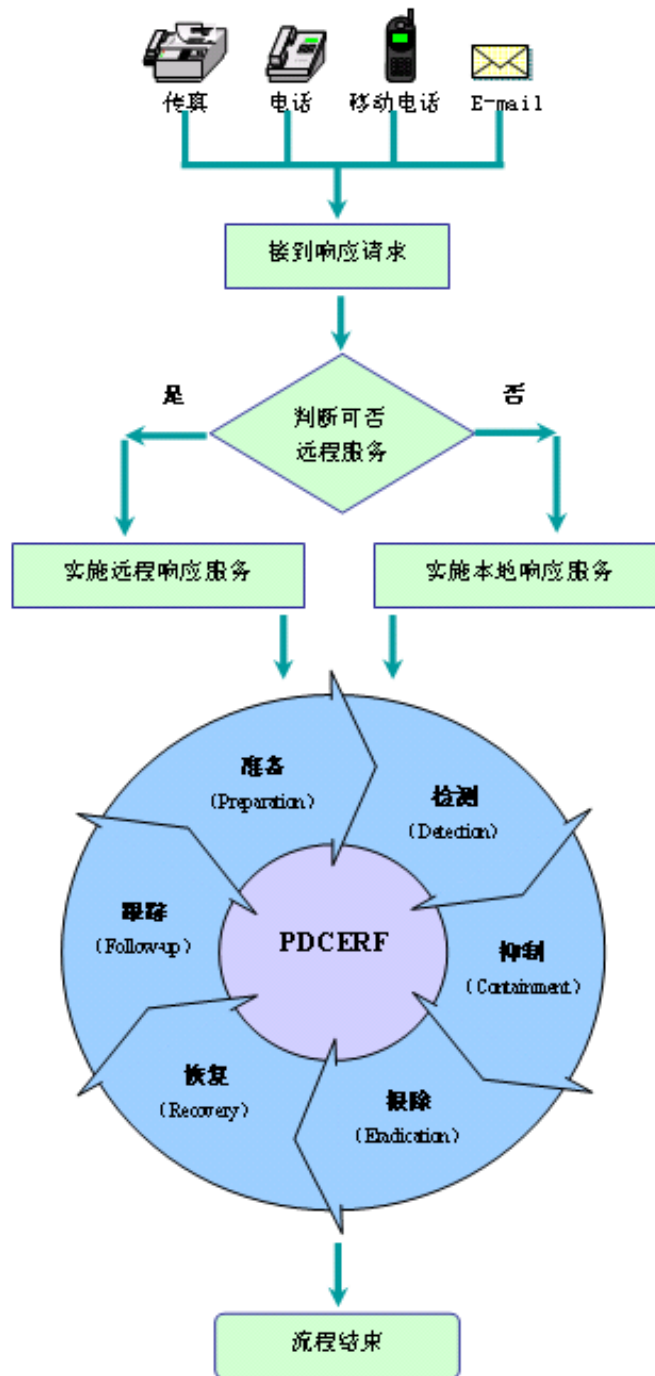 传真
电话
移动电话
E-mail
接到响应请求
是
否
判断可否
远程服务
实施远程响应服务
实施本地响应服务
准备
(Preparation)
检测
(Detection)
抑制
(Containment)
根除
(Eradication)
恢复
(Recovery)
跟踪
(Follow-up)
PDCERF
流程结束